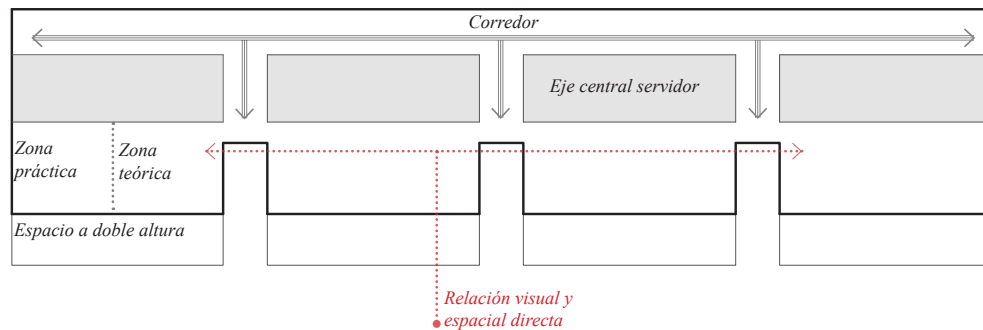 Corredor
Eje central servidor
Zona
práctica
Zona
teórica
Espacio a doble altura
Relación visual y
espacial directa